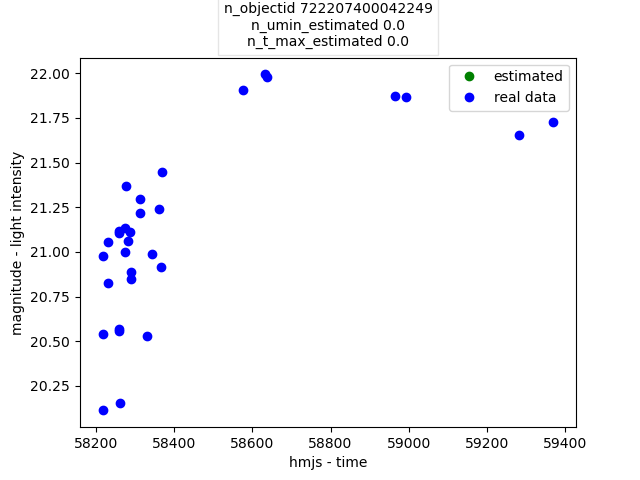 n_objectid 722207400042249
n_umin_estimated 0.0
n_t_max_estimated 0.0
estimated
real data
magnitude - light intensity
22.00
21.75
21.50
21.25
21.00
20.75
20.50
20.25
58200 58400 58600 58800 59000 59200 59400
hmjs - time